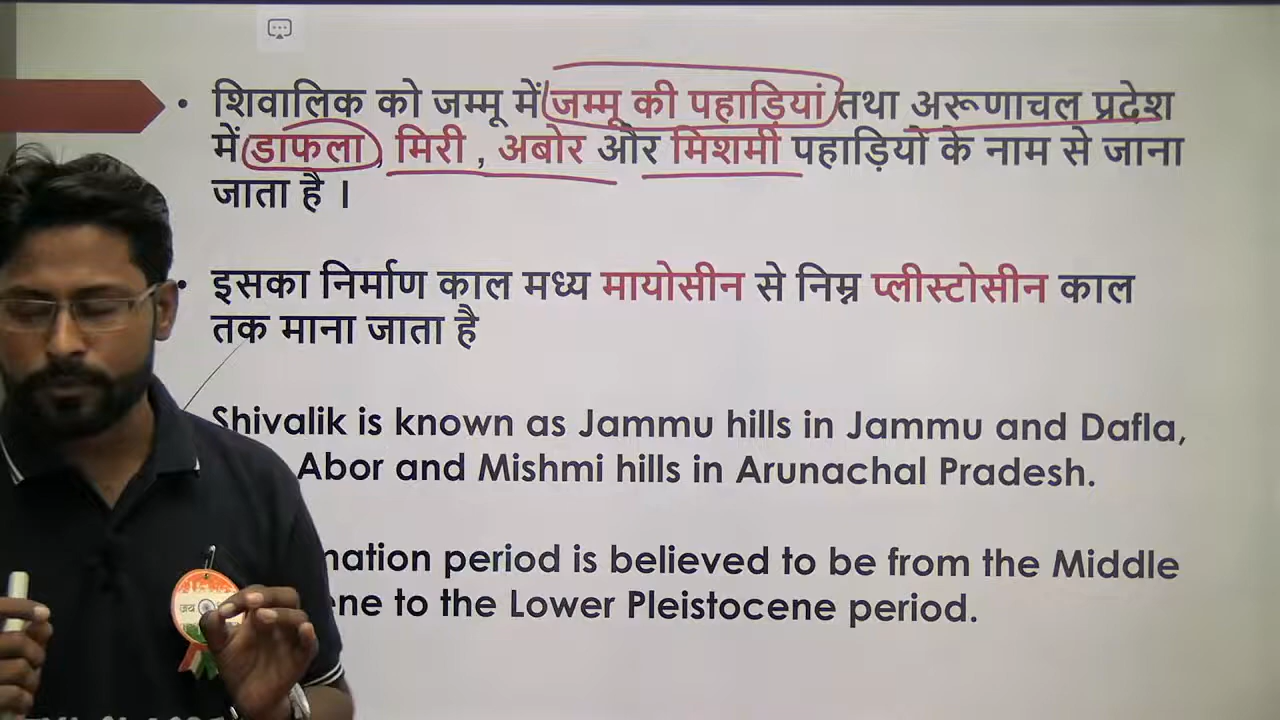 • शिवालिक को जम्मू में जम्मू की पहाड़ियां तथा अरूणाचल प्रदेश
में डाफला, मिरी , अबोर और मिशमी पहाड़ियों के नाम से जाना
जाता है ।
• इसका निर्माण काल मध्य मायोसीन से निम्न प्लीस्टोसीन काल
तक माना जाता है
Shivalik is known as Jammu hills in Jammu and Dafla,
Abor and Mishmi hills in Arunachal Pradesh.
mation period is believed to be from the Middle
ene to the Lower Pleistocene period.
जय